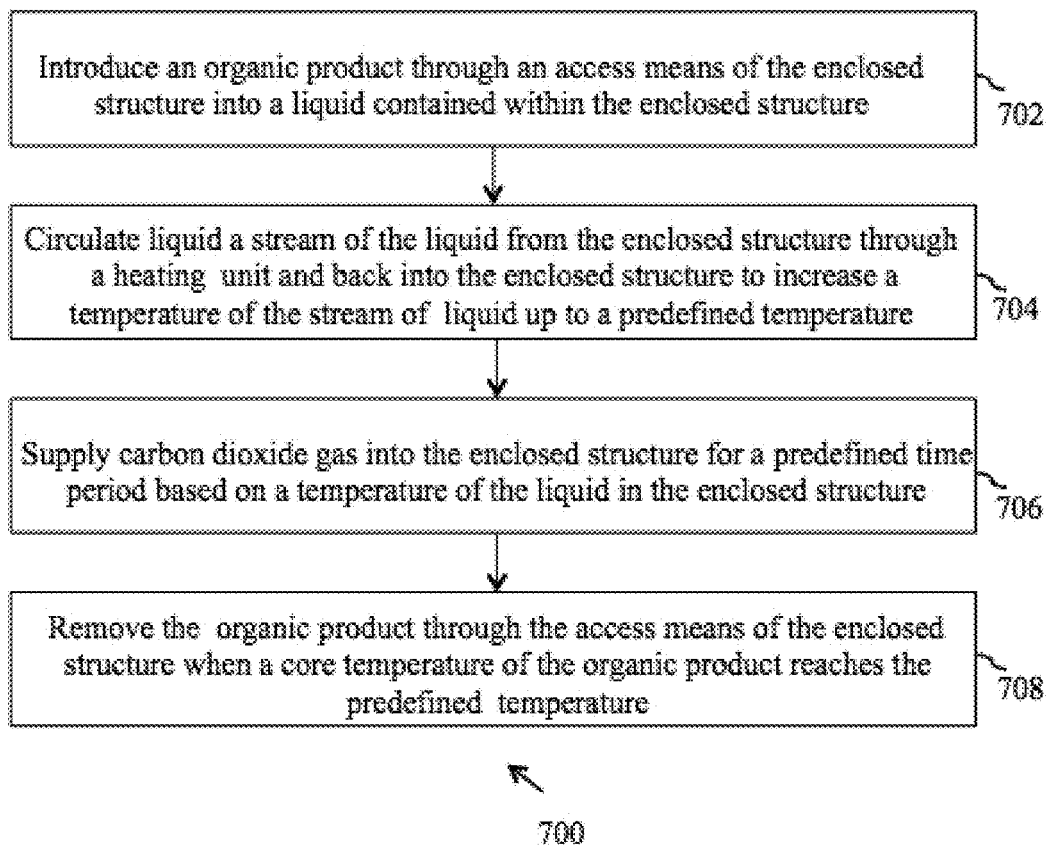 Introduce an organic product through an access means of the enclosed
structure into a liquid contained within the enclosed structure
702
Circulate liquid a stream of the liquid from the enclosed structure through
a heating unit and back into the enclosed structure to increase a
temperature of the stream of liquid up to a predefined temperature
704
Supply carbon dioxide gas into the enclosed structure for a predefined time
period based on a temperature of the liquid in the enclosed structure
706
Remove the organic product through the access means of the enclosed
structure when a core temperature of the organic product reaches the
predefined temperature
708
700